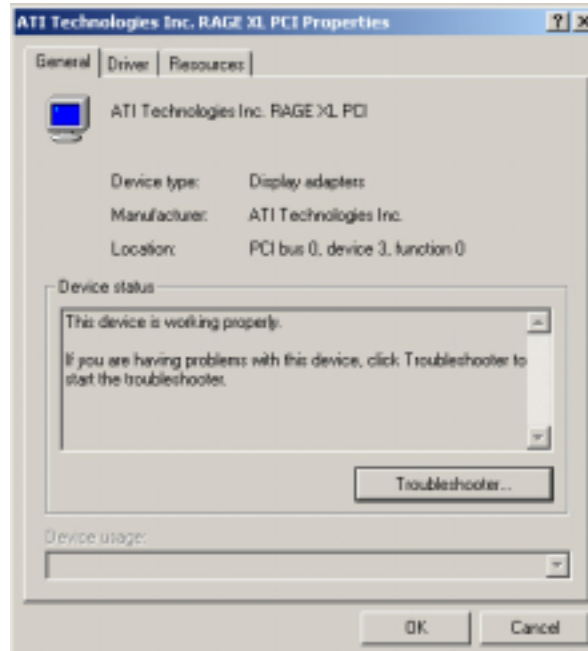 ATI Technologies Inc. RAGE XL PCI Properties
General Driver Resources
ATI Technologies Inc. RAGE XL PCI
Device type: Display adapters
Manufacturer: ATI Technologies Inc.
Location: PCI bus 0, device 3, function 0
Device status
This device is working properly.
If you are having problems with this device, click Troubleshooter to
start the troubleshooter.
Troubleshooter...
Device usage:
OK Cancel